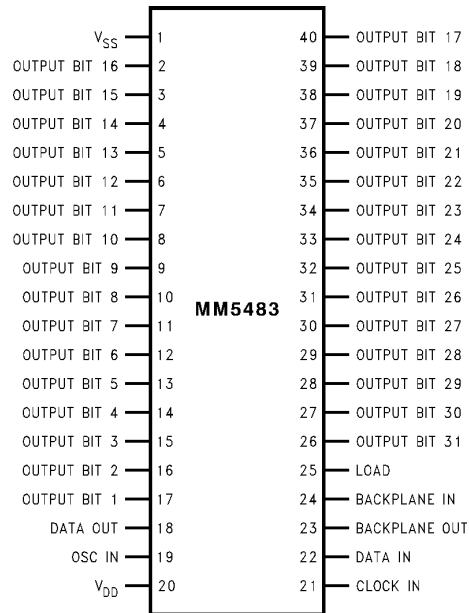 V_SS 1 40 OUTPUT BIT 17
OUTPUT BIT 16 2 39 OUTPUT BIT 18
OUTPUT BIT 15 3 38 OUTPUT BIT 19
OUTPUT BIT 14 4 37 OUTPUT BIT 20
OUTPUT BIT 13 5 36 OUTPUT BIT 21
OUTPUT BIT 12 6 35 OUTPUT BIT 22
OUTPUT BIT 11 7 34 OUTPUT BIT 23
OUTPUT BIT 10 8 33 OUTPUT BIT 24
OUTPUT BIT 9 9 32 OUTPUT BIT 25
OUTPUT BIT 8 10 31 OUTPUT BIT 26
MM5483
OUTPUT BIT 7 11 30 OUTPUT BIT 27
OUTPUT BIT 6 12 29 OUTPUT BIT 28
OUTPUT BIT 5 13 28 OUTPUT BIT 29
OUTPUT BIT 4 14 27 OUTPUT BIT 30
OUTPUT BIT 3 15 26 OUTPUT BIT 31
OUTPUT BIT 2 16 25 LOAD
OUTPUT BIT 1 17 24 BACKPLANE IN
DATA OUT 18 23 BACKPLANE OUT
OSC IN 19 22 DATA IN
V_DD 20 21 CLOCK IN